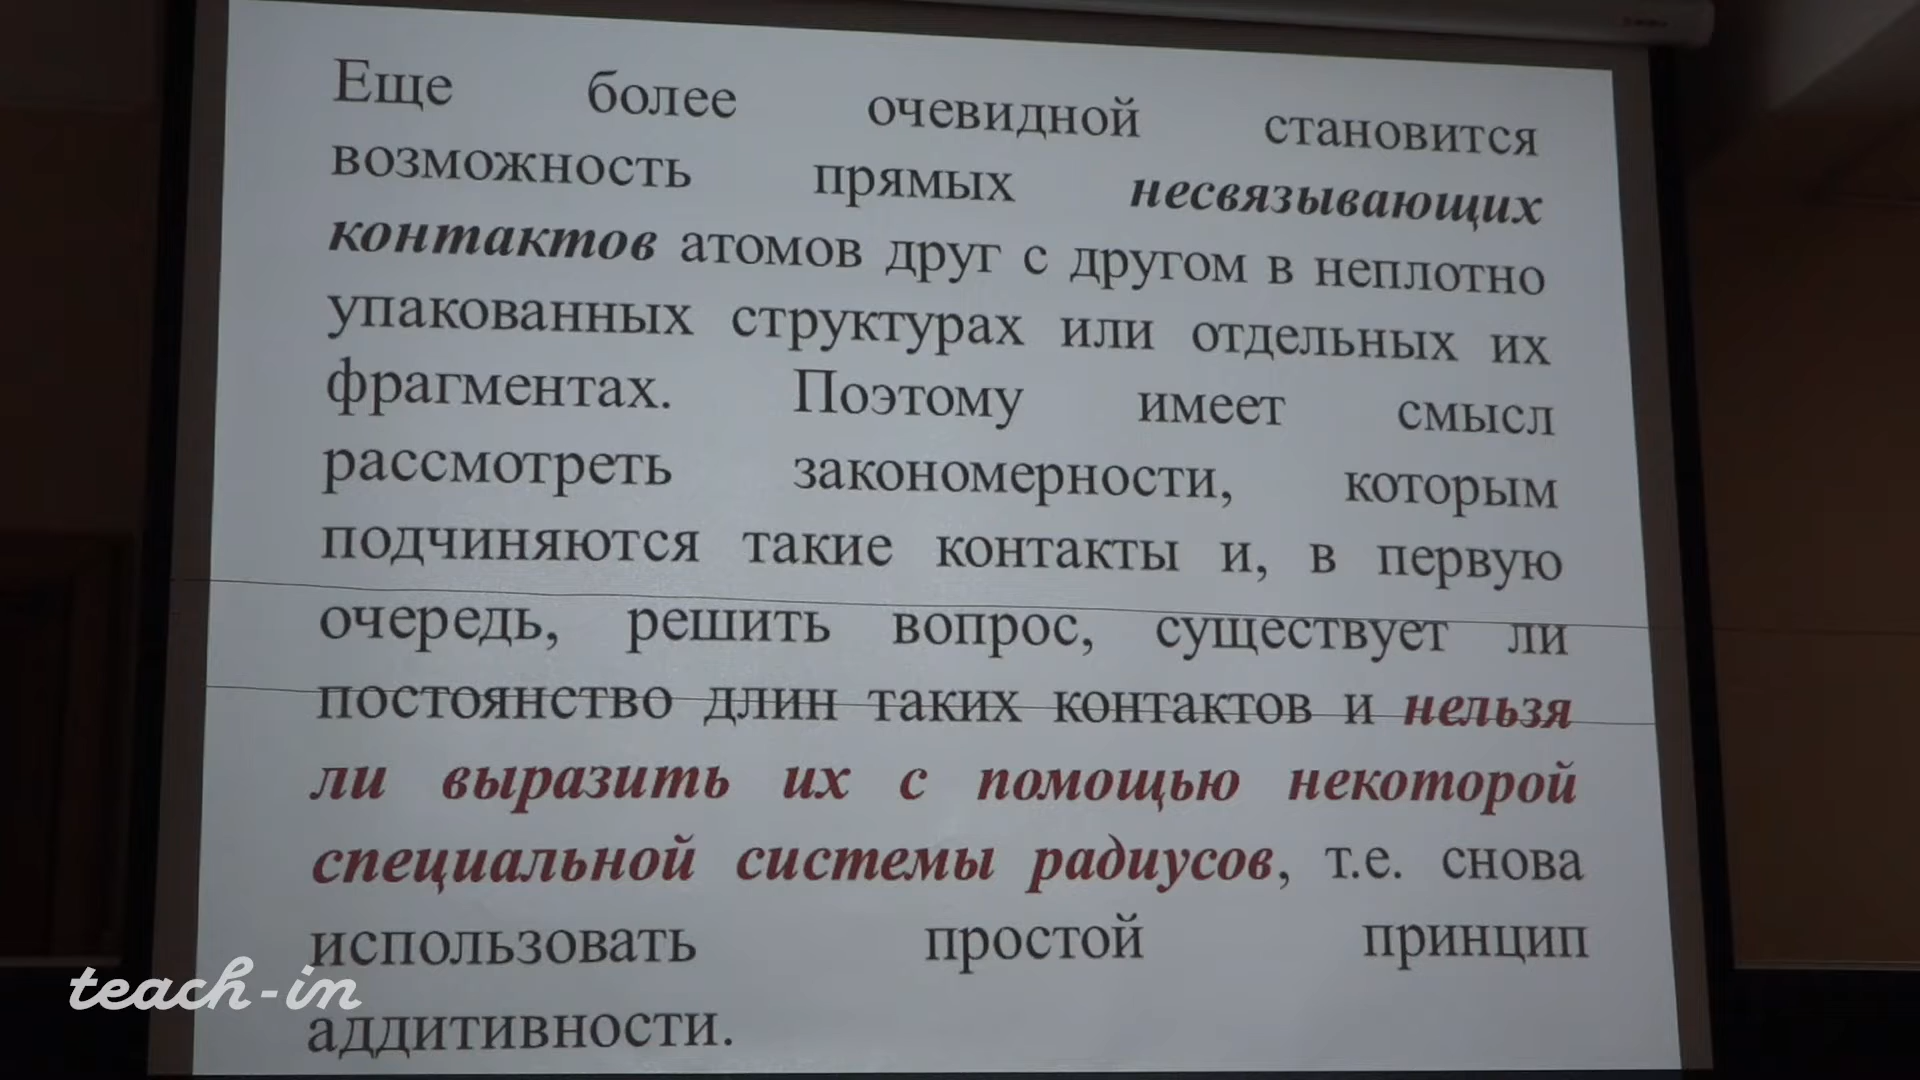 Еще более очевидной становится
возможность прямых несвязывающих
контактов атомов друг с другом в неплотно
упакованных структурах или отдельных их
фрагментах. Поэтому имеет смысл
рассмотреть закономерности, которым
подчиняются такие контакты и, в первую
очередь, решить вопрос, существует ли
постоянство длин таких контактов и нельзя
ли выразить их с помощью некоторой
специальной системы радиусов, т.е. снова
использовать простой принцип
аддитивности.
teach-in